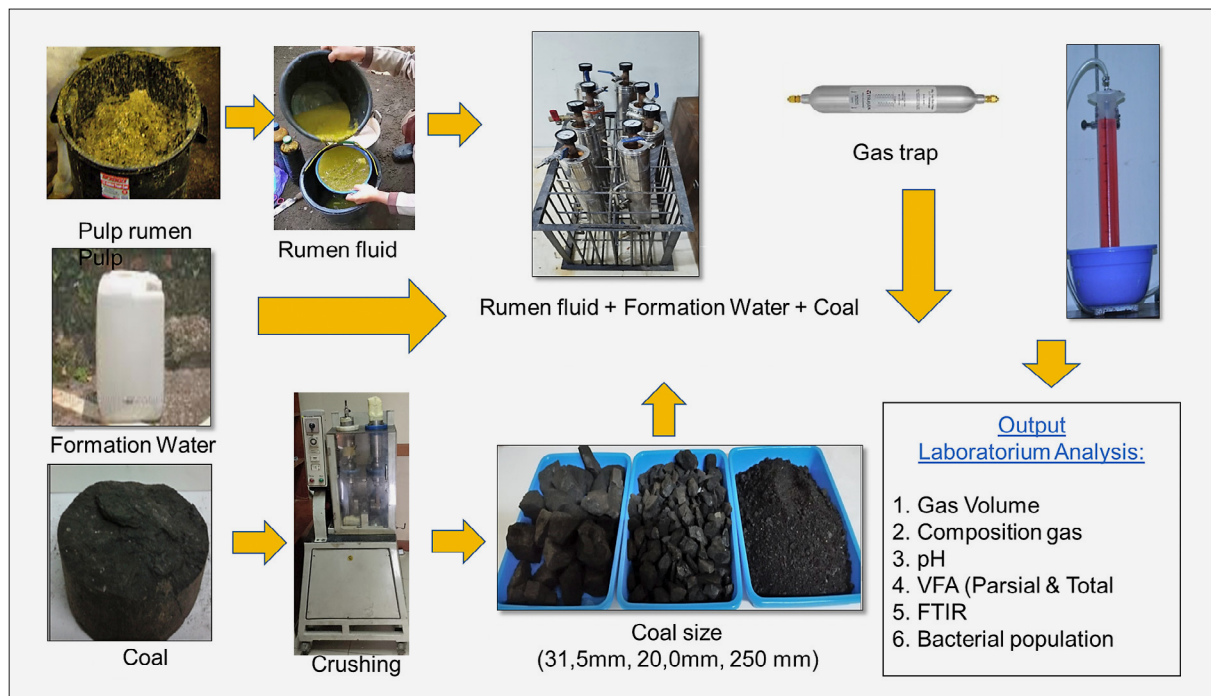 Pulp rumen
Pulp
Rumen fluid
Rumen fluid + Formation Water + Coal
Gas trap
Formation Water
Coal
Crushing
Coal size
(31,5mm, 20,0mm, 250 mm)
Output
Laboratorium Analysis:
1. Gas Volume
2. Composition gas
3. pH
4. VFA (Parsial & Total
5. FTIR
6. Bacterial population